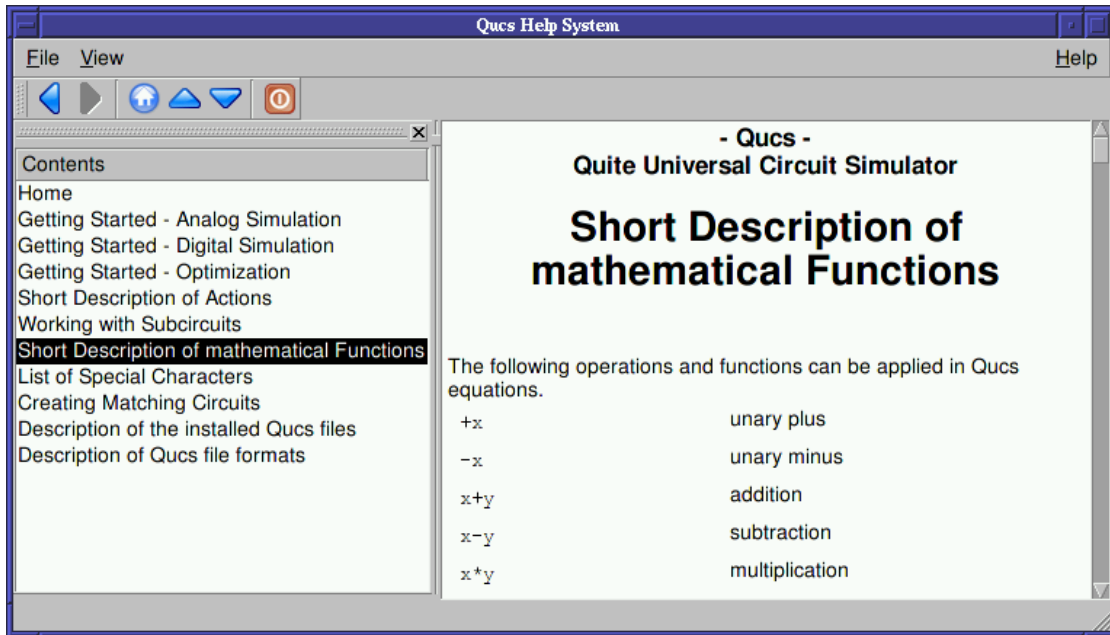 Qucs Help System
File View Help
Contents
Home
Getting Started - Analog Simulation
Getting Started - Digital Simulation
Getting Started - Optimization
Short Description of Actions
Working with Subcircuits
Short Description of mathematical Functions
List of Special Characters
Creating Matching Circuits
Description of the installed Qucs files
Description of Qucs file formats
- Qucs -
Quite Universal Circuit Simulator
Short Description of
mathematical Functions
The following operations and functions can be applied in Qucs
equations.
+x unary plus
-x unary minus
x+y addition
x-y subtraction
x*y multiplication